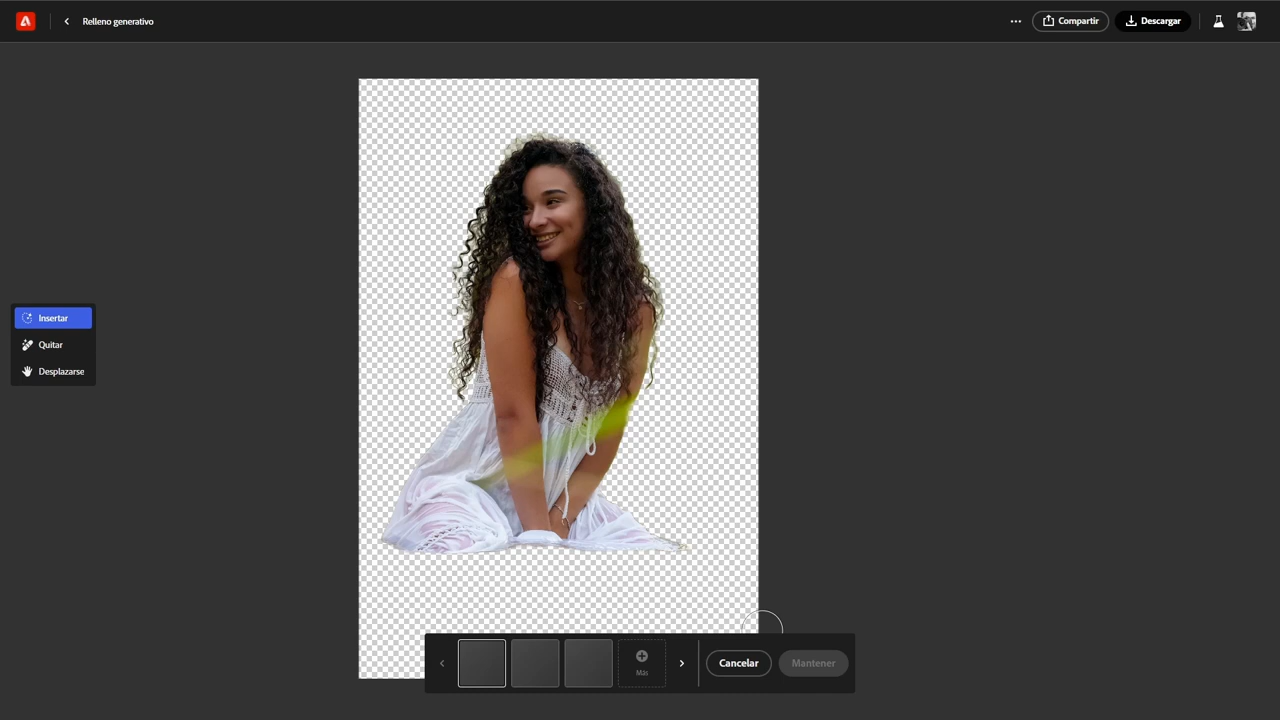 Relleno generativo
Compartir
Descargar
Insertar
Quitar
Desplazarse
Más
Cancelar
Mantener